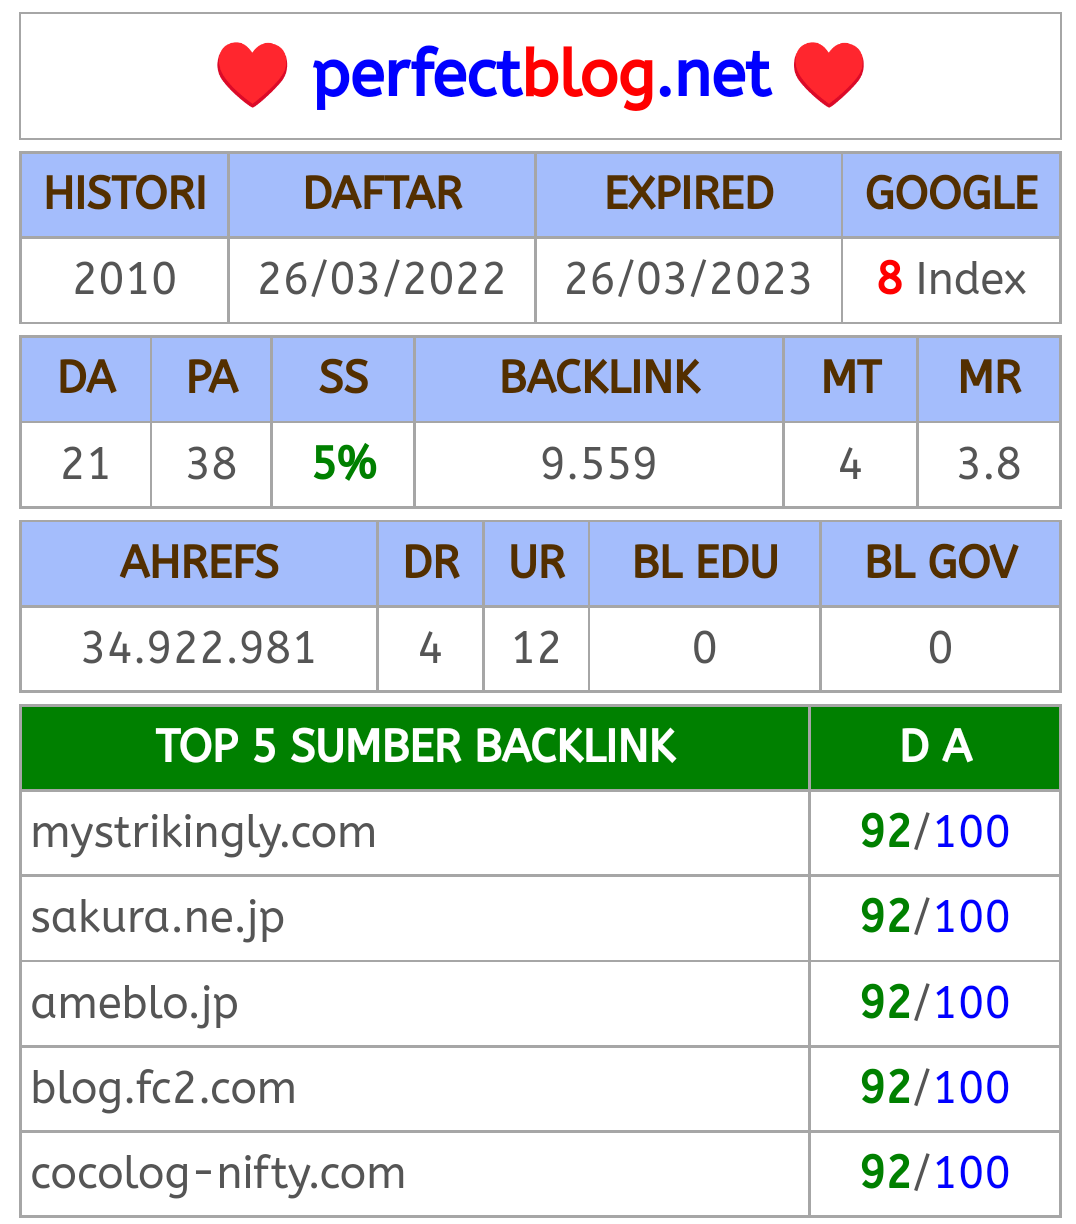 perfectblog.net
HISTORI DAFTAR EXPIRED GOOGLE
2010 26/03/2022 26/03/2023 8 Index
DA PA SS BACKLINK MT MR
21 38 5% 9.559 4 3.8
AHREFS DR UR BL EDU BL GOV
34.922.981 4 12 0 0
TOP 5 SUMBER BACKLINK D A
mystrikingly.com 92/100
sakura.ne.jp 92/100
ameblo.jp 92/100
blog.fc2.com 92/100
cocolog-nifty.com 92/100